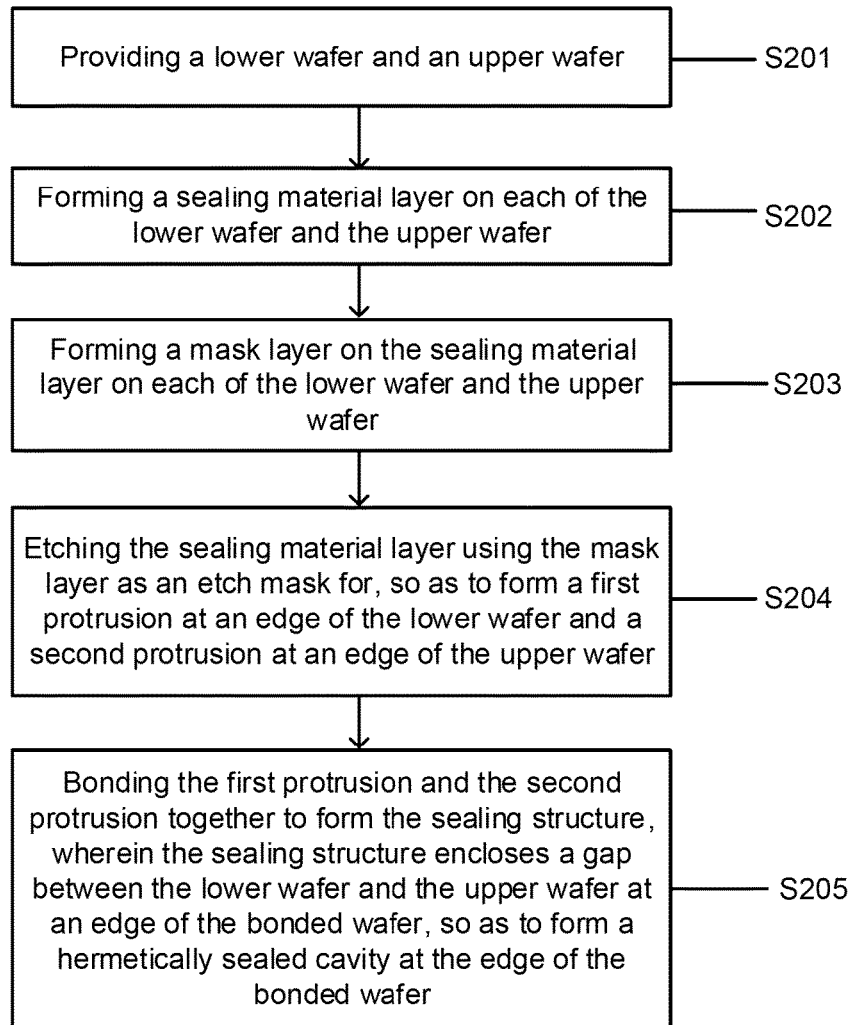 Providing a lower wafer and an upper wafer
S201
Forming a sealing material layer on each of the
lower wafer and the upper wafer
S202
Forming a mask layer on the sealing material
layer on each of the lower wafer and the upper
wafer
S203
Etching the sealing material layer using the mask
layer as an etch mask for, so as to form a first
protrusion at an edge of the lower wafer and a
second protrusion at an edge of the upper wafer
S204
Bonding the first protrusion and the second
protrusion together to form the sealing structure,
wherein the sealing structure encloses a gap
between the lower wafer and the upper wafer at
an edge of the bonded wafer, so as to form a
hermetically sealed cavity at the edge of the
bonded wafer
S205